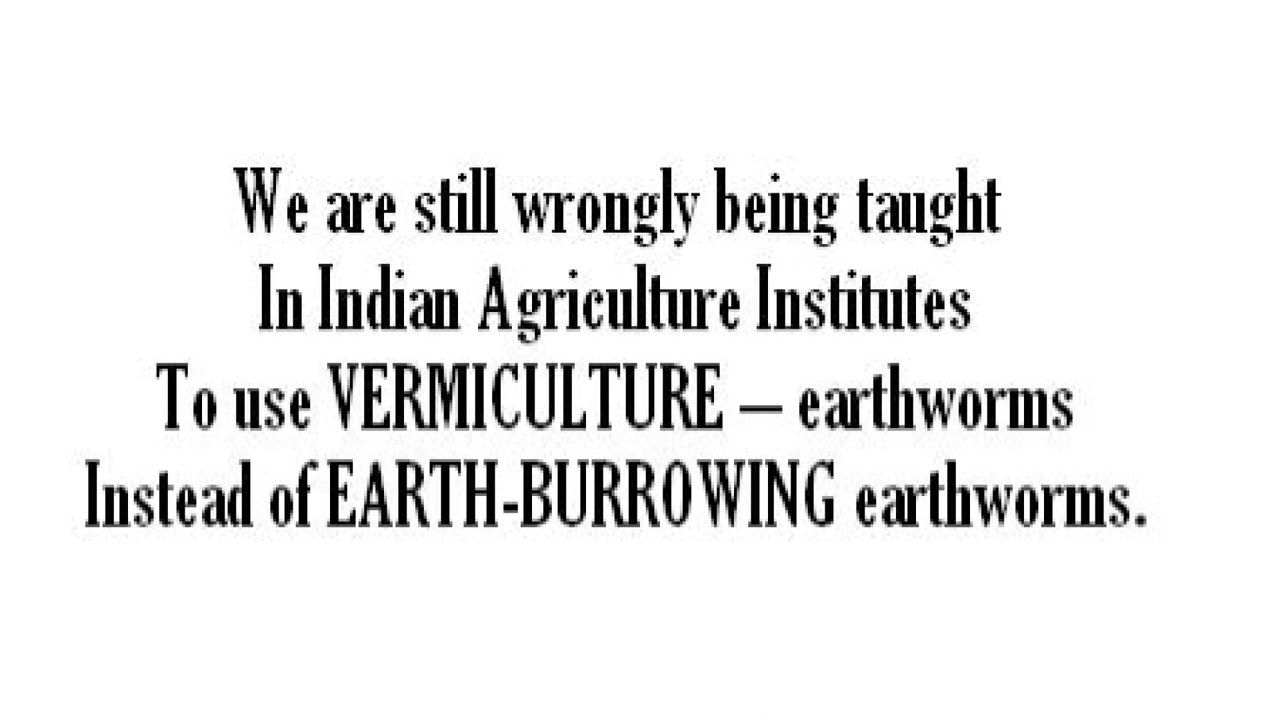 We are still wrongly being taught
In Indian Agriculture Institutes
To use VERMICULTURE – earthworms
Instead of EARTH-BURROWING earthworms.